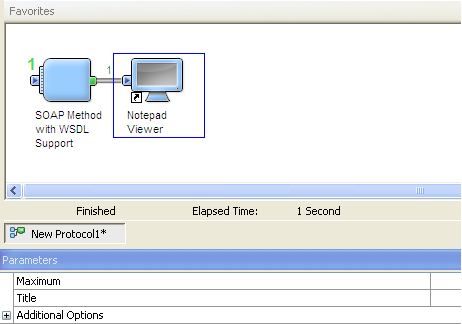 Favorites
1
1
SOAP Method
with WSDL
Support
Notepad
Viewer
Finished Elapsed Time: 1 Second
New Protocol1*
Parameters
Maximum
Title
Additional Options